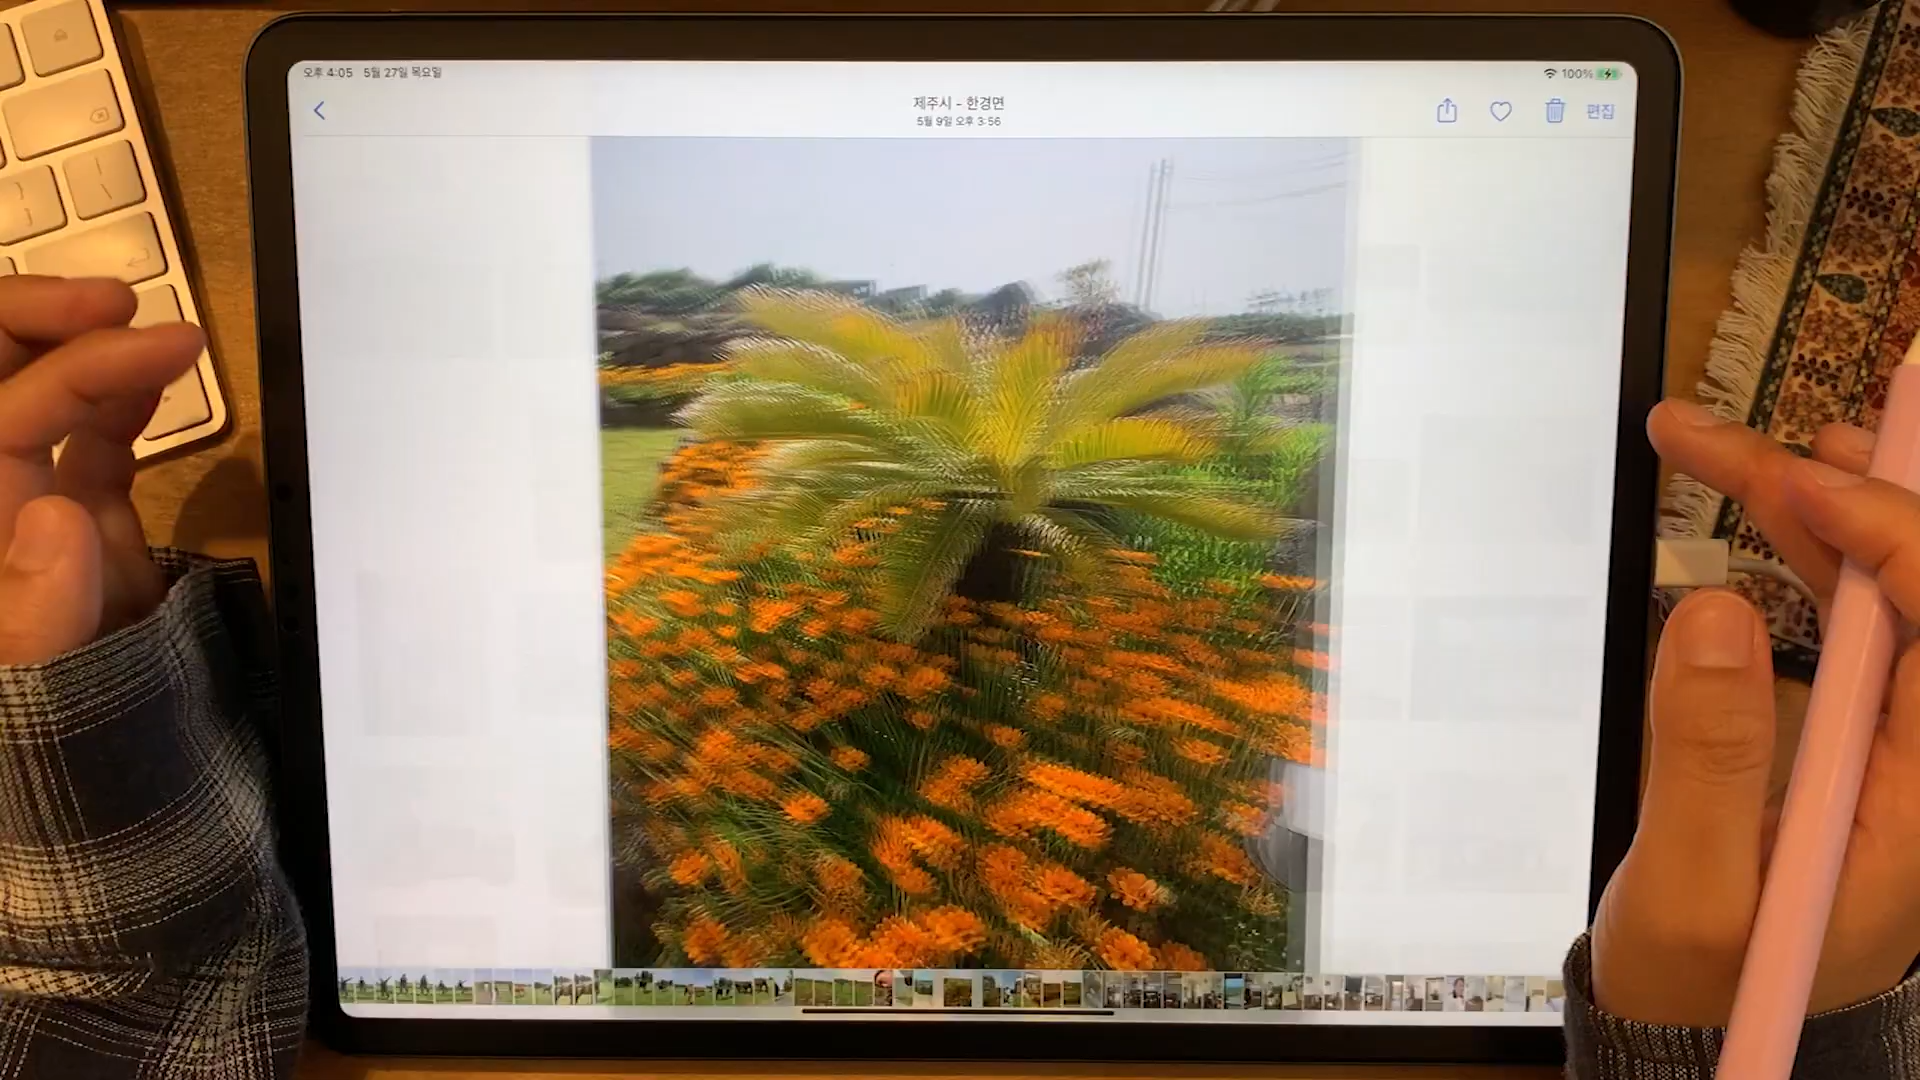 오후 4:05 5월 27일 목요일
100%
제주시 - 한경면
5월 9일 오후 3:56
편집